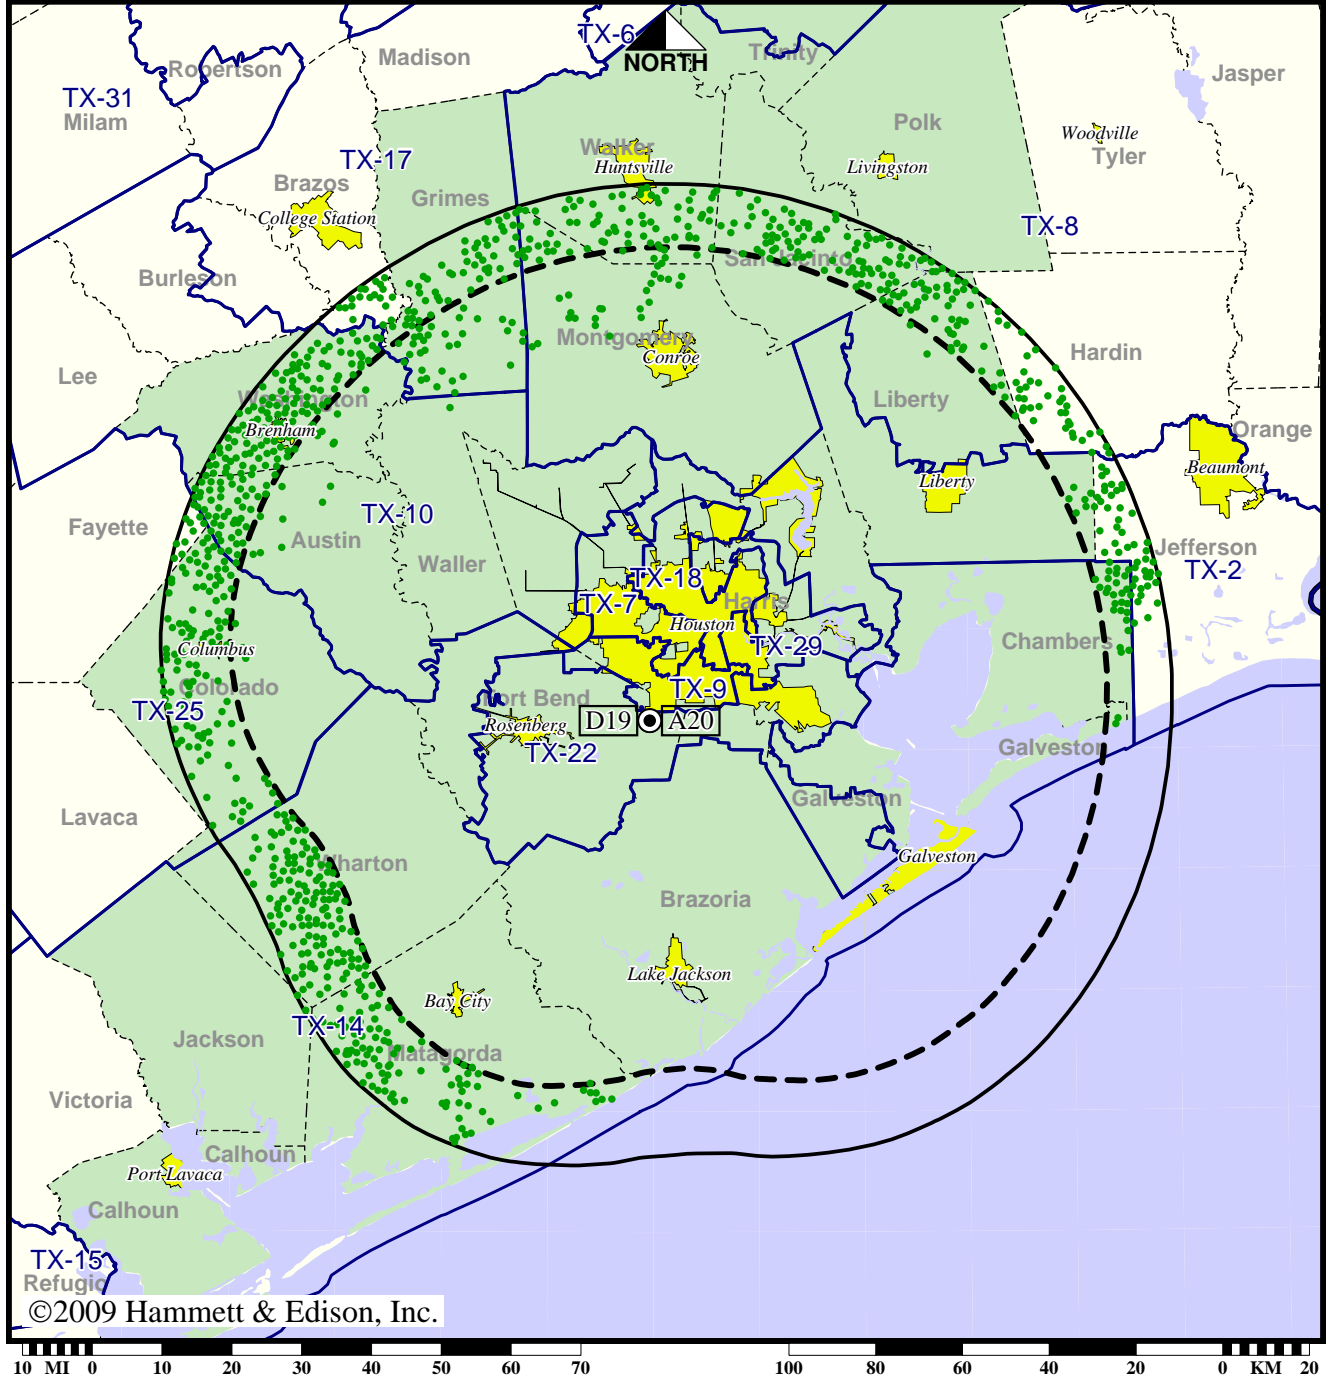 TX-6
NORTH
Trinity
Madison
Robertson
Jasper
TX-31
Milam
Polk
Woodville
Tyler
TX-17
Walker
Huntsville
Livingston
Brazos
Grimes
College Station
TX-8
San Jacinto
Burleson
Montgomery
Conroe
Hardin
Lee
Washington
Liberty
Brenham
Orange
Beaumont
Liberty
TX-10
Fayette
Austin
Jefferson
Waller
TX-2
TX-18
TX-7
Harris
Houston
TX-29
Chambers
Columbus
Colorado
TX-9
Fort Bend
TX-25
Rosenberg
D19
A20
Galveston
TX-22
Galveston
Lavaca
Galveston
Wharton
Brazoria
Lake Jackson
Bay City
TX-14
Jackson
Matagorda
Victoria
Calhoun
Port Lavaca
Calhoun
TX-15
Refugio
©2009 Hammett & Edison, Inc.
10 MI 0 10 20 30 40 50 60 70 100 80 60 40 20 0 KM 20